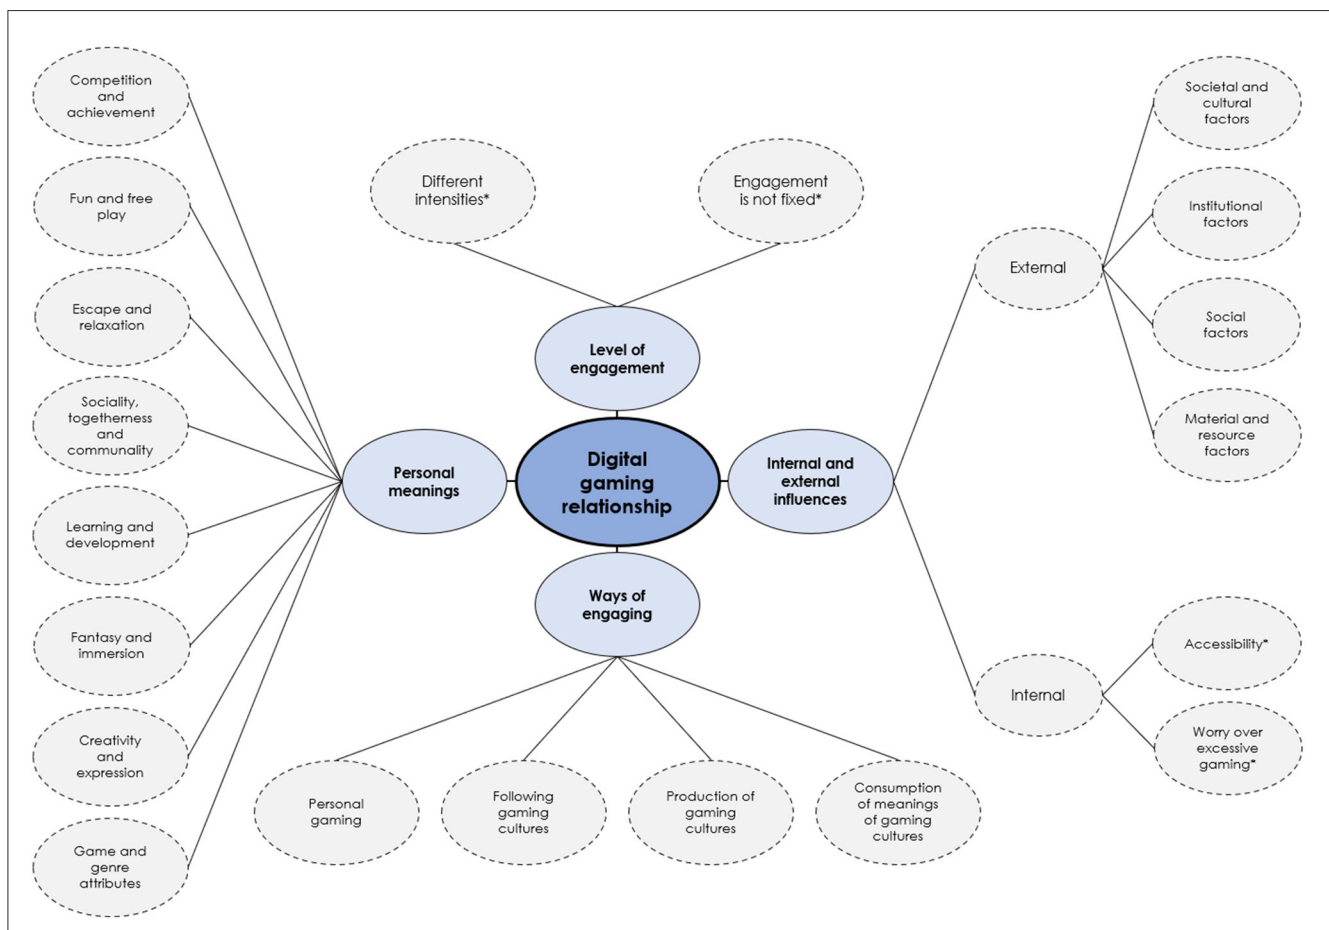 Competition
and
achievement
Fun and free
play
Escape and
relaxation
Sociality,
togetherness
and
communality
Learning and
development
Fantasy and
immersion
Creativity
and
expression
Game and
genre
attributes
Different
intensities*
Engagement
is not fixed*
Level of
engagement
Personal
meanings
Digital
gaming
relationship
Internal and
external
influences
Ways of
engaging
Personal
gaming
Following
gaming
cultures
Production of
gaming
cultures
Consumption
of meanings
of gaming
cultures
External
Societal and
cultural
factors
Institutional
factors
Social
factors
Material and
resource
factors
Internal
Accessibility*
Worry over
excessive
gaming*